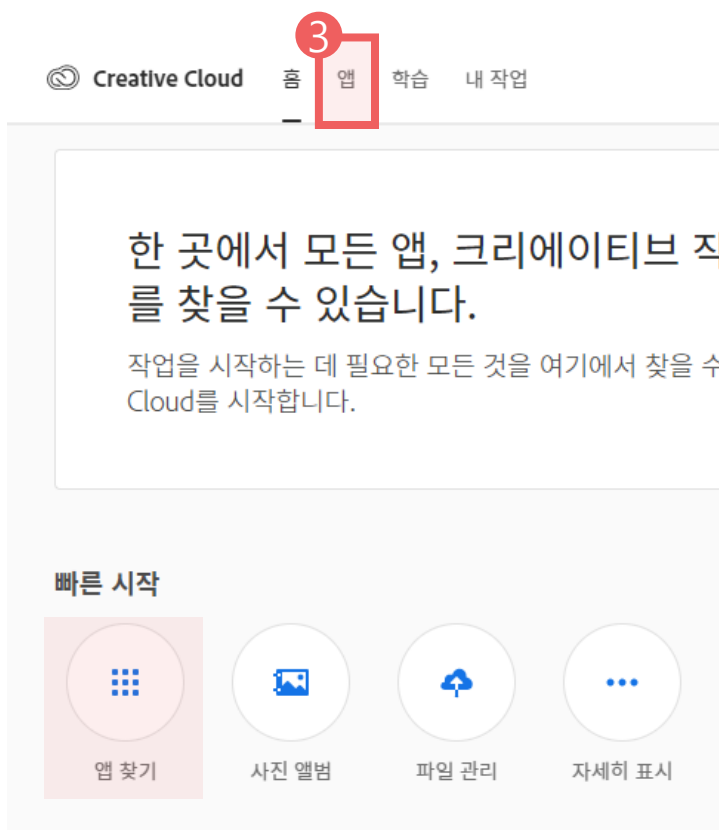 3
Creative Cloud 홈 앱 학습 내 작업
한 곳에서 모든 앱, 크리에이티브
를 찾을 수 있습니다.
작업을 시작하는 데 필요한 모든 것을 여기에서 찾을 수
Cloud를 시작합니다.
빠른 시작
앱 찾기 사진 앨범 파일 관리 자세히 표시